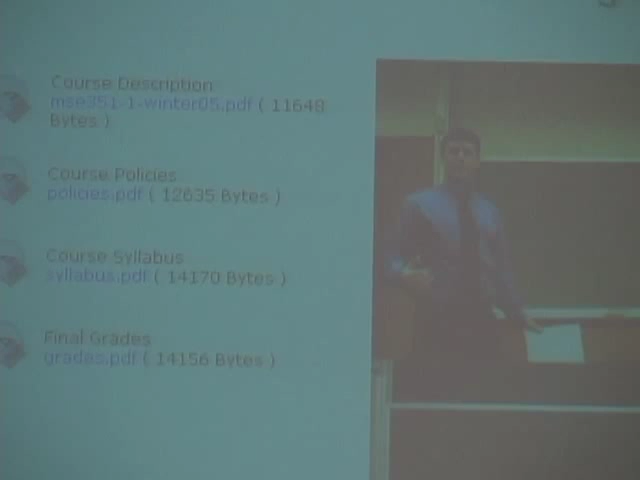 Course Description
mse351-1-winter05.pdf ( 11648
Bytes )
Course Policies
policies.pdf ( 12635 Bytes )
Course Syllabus
syllabus.pdf ( 14170 Bytes )
Final Grades
grades.pdf ( 14156 Bytes )